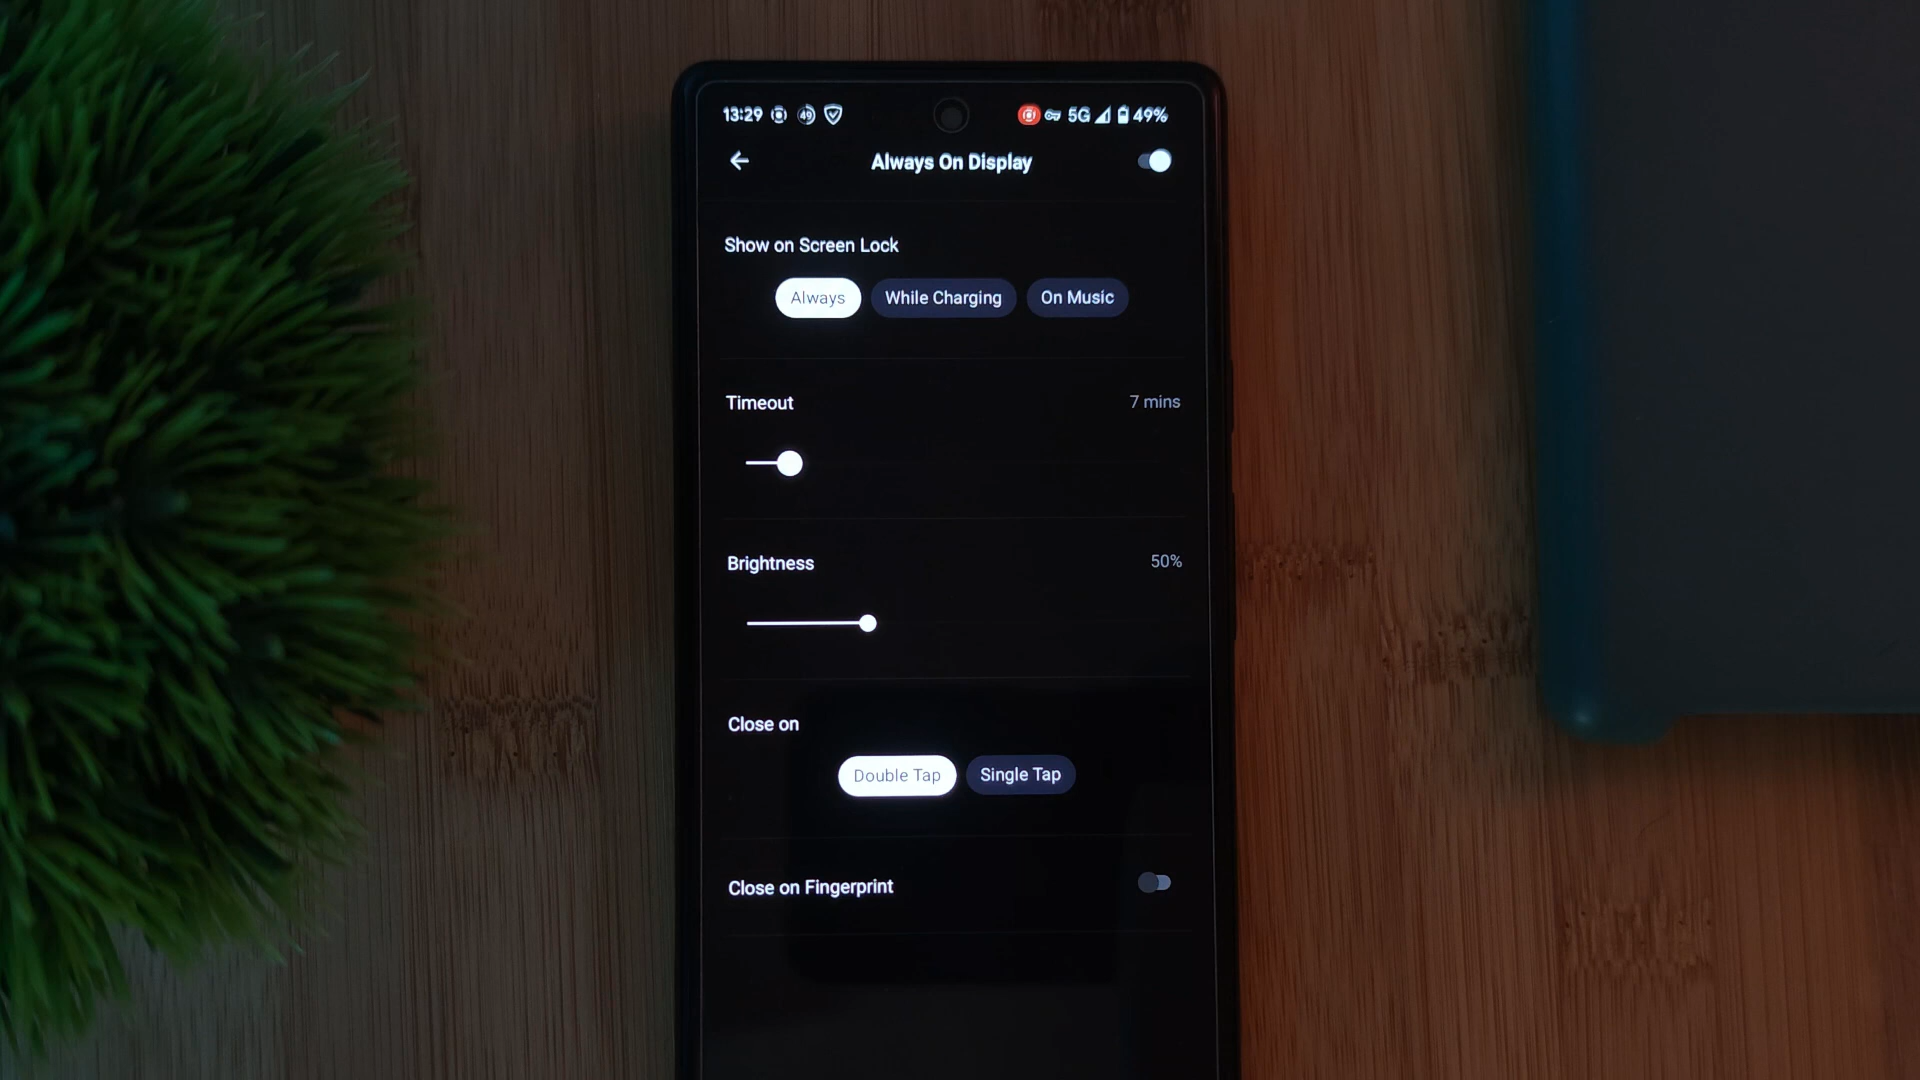 13:29 49 5G 49%
Always On Display
Show on Screen Lock
Always While Charging On Music
Timeout 7 mins
Brightness 50%
Close on
Double Tap Single Tap
Close on Fingerprint